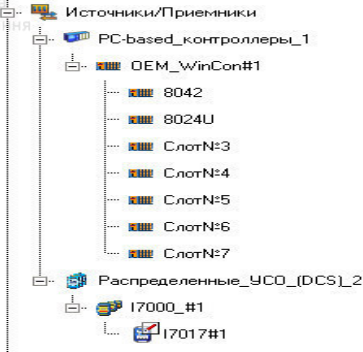 Источники/Приемники
PC-based_контроллеры_1
OEM_WinCon#1
8042
8024U
Слот№3
Слот№4
Слот№5
Слот№6
Слот№7
Распределенные_УСО_(DCS)_2
I7000_#1
I7017#1